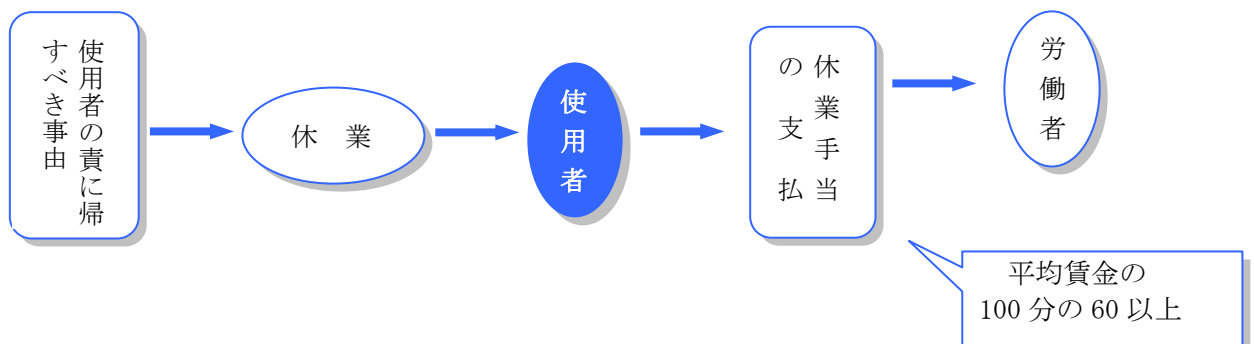 使用者の責に帰
すべき事由
休業
使用者
休業手当
の支払
労働者
平均賃金の
100分の60以上